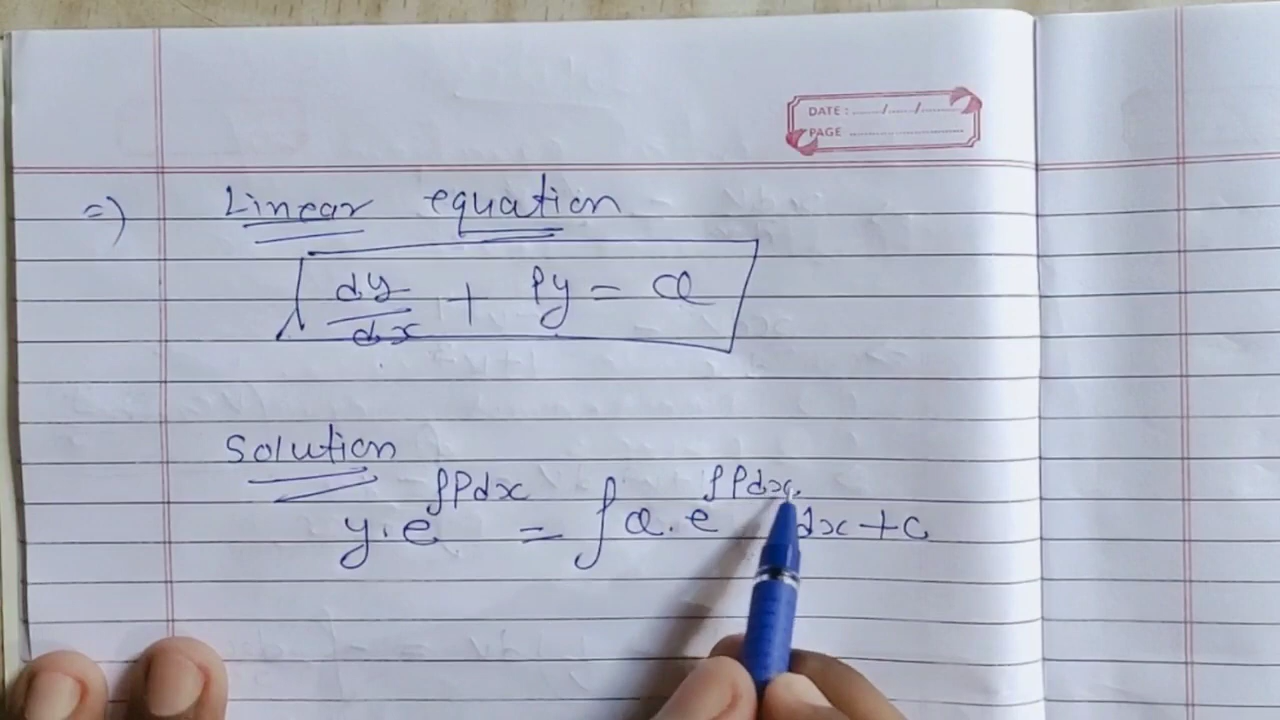 DATE : ....../....../.........
PAGE ..............................
=) Linear equation
dy/dx + Py = Q
Solution
y.e^∫Pdx = ∫Q.e^∫Pdx. dx + c